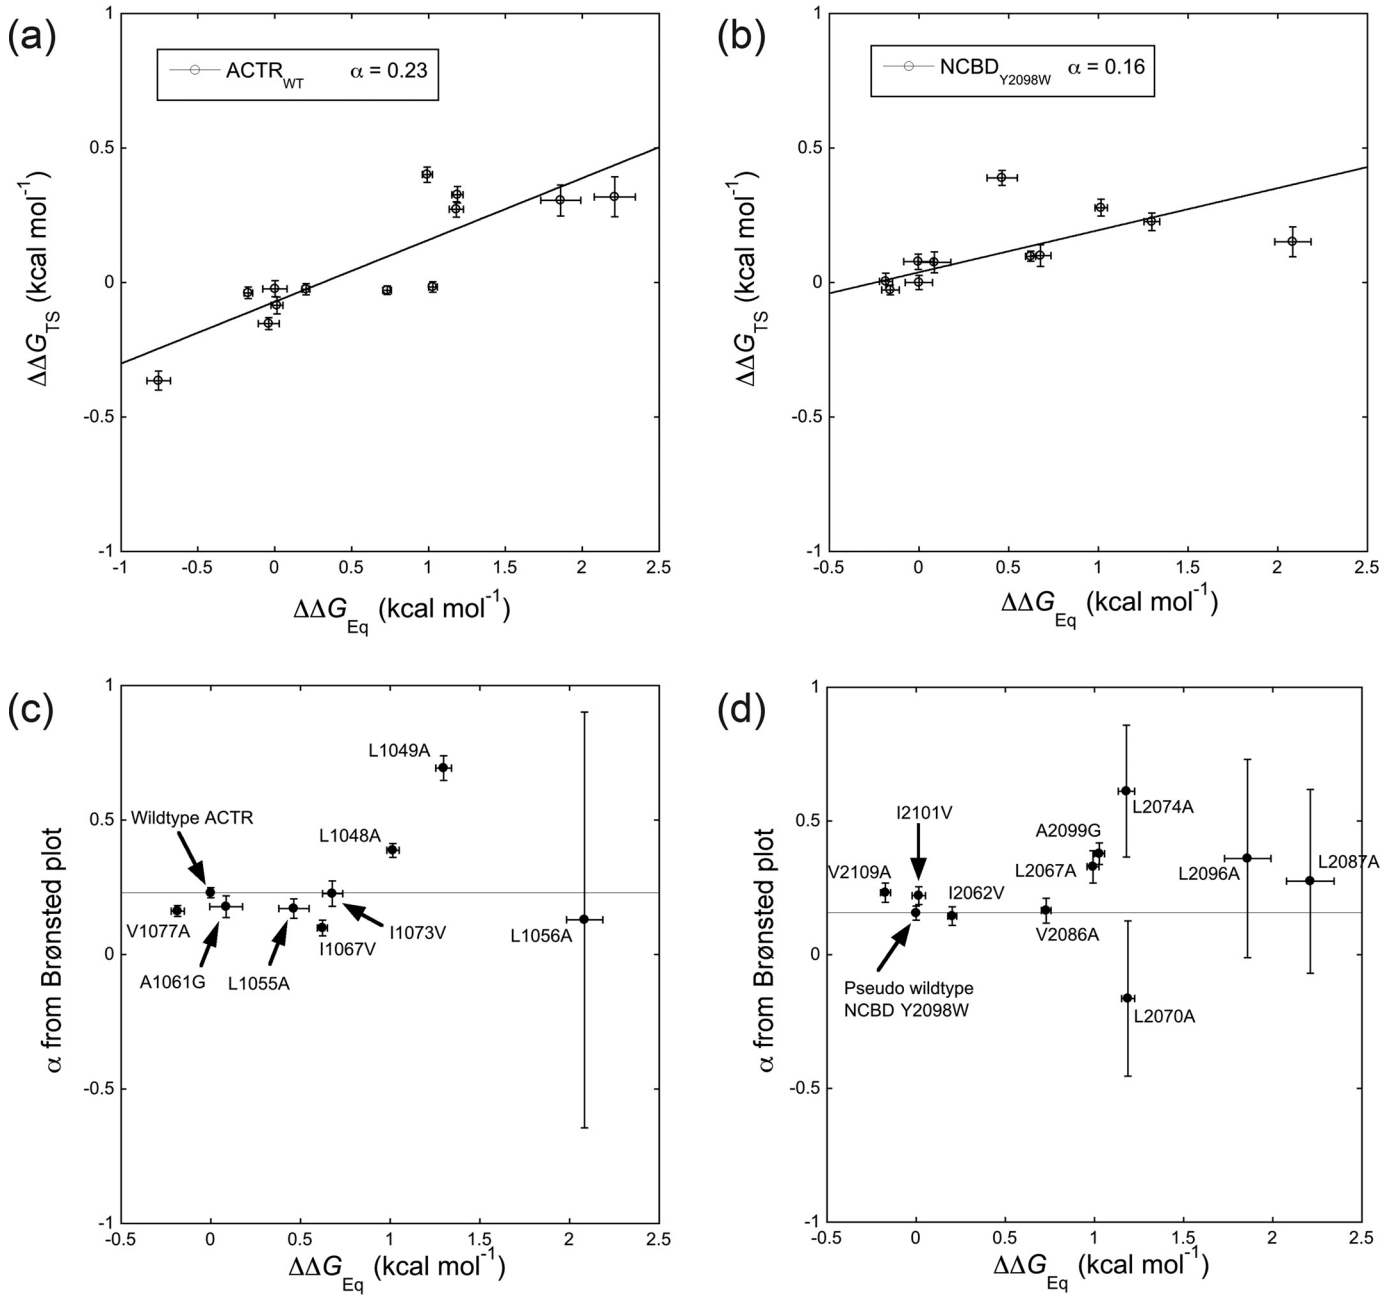 (a)
ACTR_WT α = 0.23
ΔΔG_TS (kcal mol⁻¹)
1
0.5
0
-0.5
-1
-1 -0.5 0 0.5 1 1.5 2 2.5
ΔΔG_Eq (kcal mol⁻¹)
(b)
NCBD_Y2098W α = 0.16
ΔΔG_TS (kcal mol⁻¹)
1
0.5
0
-0.5
-1
-0.5 0 0.5 1 1.5 2 2.5
ΔΔG_Eq (kcal mol⁻¹)
(c)
α from Brønsted plot
1
0.5
0
-0.5
-1
L1049A
Wildtype ACTR
L1048A
V1077A
A1061G
L1055A
I1067V
I1073V
L1056A
-0.5 0 0.5 1 1.5 2 2.5
ΔΔG_Eq (kcal mol⁻¹)
(d)
α from Brønsted plot
1
0.5
0
-0.5
-1
I2101V
L2074A
A2099G
V2109A
L2067A
L2096A
L2087A
I2062V
V2086A
Pseudo wildtype
NCBD Y2098W
L2070A
-0.5 0 0.5 1 1.5 2 2.5
ΔΔG_Eq (kcal mol⁻¹)